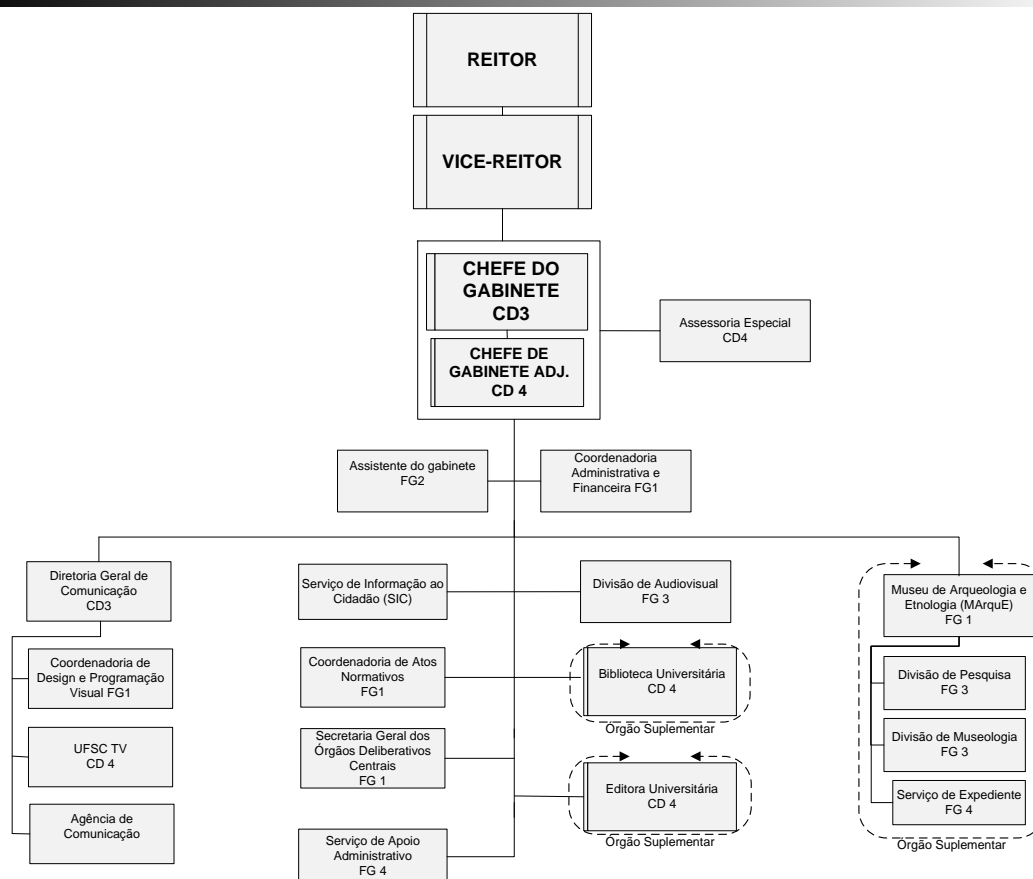 REITOR
VICE-REITOR
CHEFE DO
GABINETE
CD3
CHEFE DE
GABINETE ADJ.
CD 4
Assessoria Especial
CD4
Assistente do gabinete
FG2
Coordenadoria
Administrativa e
Financeira FG1
Diretoria Geral de
Comunicação
CD3
Coordenadoria de
Design e Programação
Visual FG1
UFSC TV
CD 4
Agência de
Comunicação
Serviço de Informação ao
Cidadão (SIC)
Divisão de Audiovisual
FG 3
Coordenadoria de Atos
Normativos
FG1
Biblioteca Universitária
CD 4
Órgão Suplementar
Secretaria Geral dos
Órgãos Deliberativos
Centrais
FG 1
Editora Universitária
CD 4
Órgão Suplementar
Serviço de Apoio
Administrativo
FG 4
Museu de Arqueologia e
Etnologia (MArquE)
FG 1
Divisão de Pesquisa
FG 3
Divisão de Museologia
FG 3
Serviço de Expediente
FG 4
Órgão Suplementar